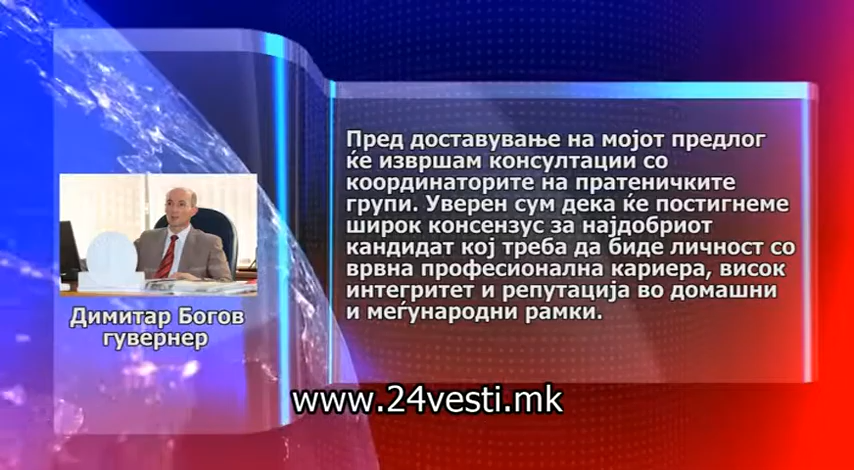 Пред доставување на мојот предлог
ќе извршам консултации со
координаторите на пратеничките
групи. Уверен сум дека ќе постигнеме
широк консензус за најдобриот
кандидат кој треба да биде личност со
врвна професионална кариера, висок
интегритет и репутација во домашни
и меѓународни рамки.
Димитар Богов
гувернер
www.24vesti.mk